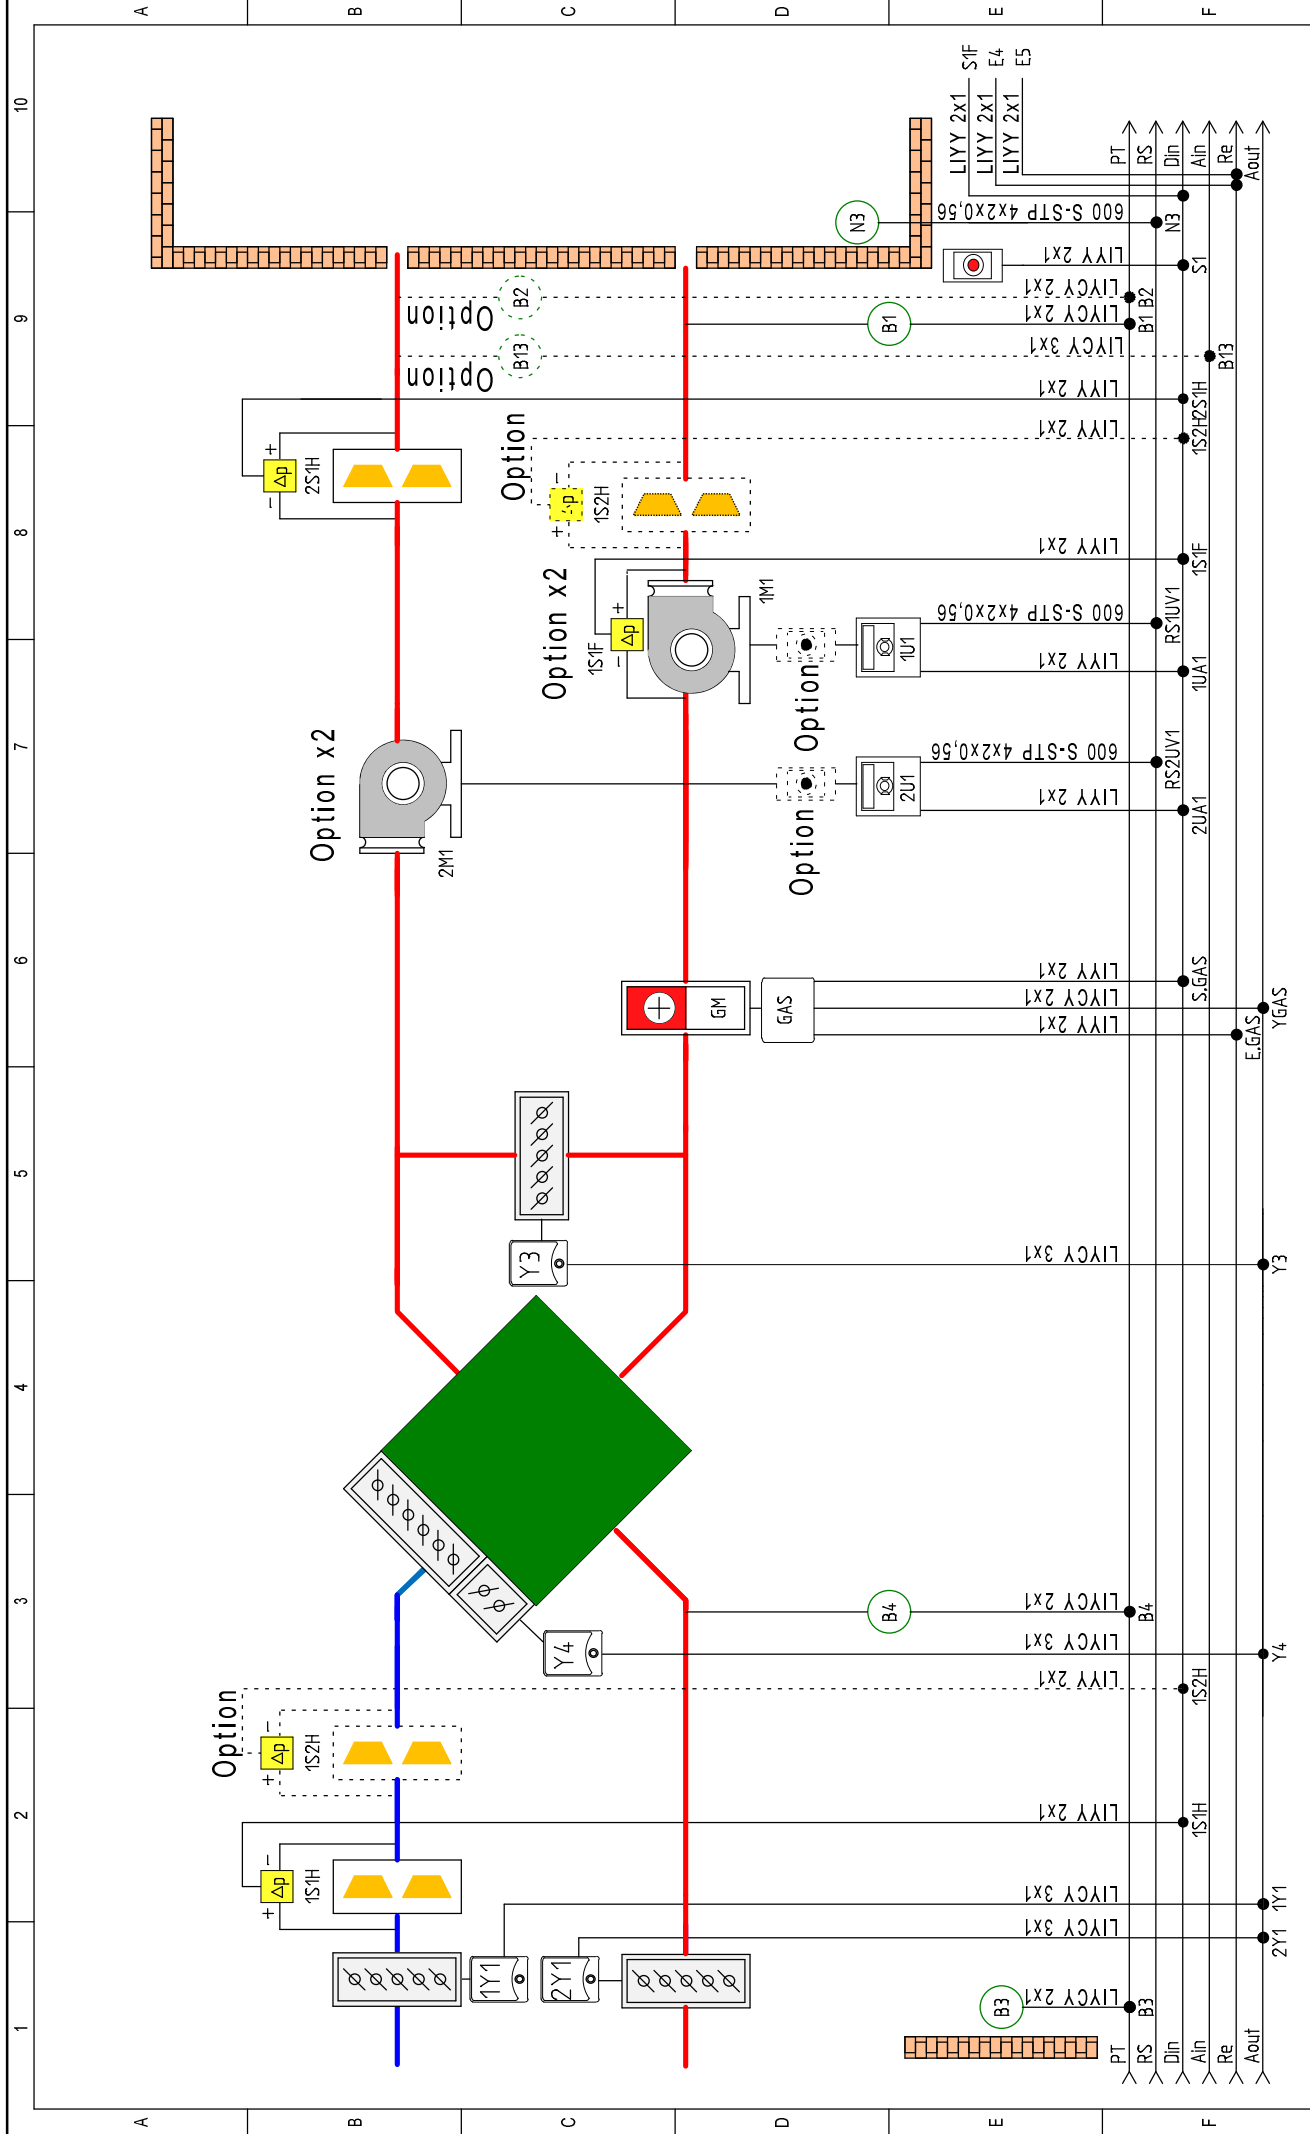 A
B
C
D
E
F
10
9
8
7
6
5
4
3
2
1
S1F
E4
E5
LIYY 2x1
LIYY 2x1
LIYY 2x1
PT
RS
Din
Ain
Re
Aout
N3
600 S-STP 4x2x0,56
N3
LIYY 2x1
S1
B2
Option
LIYCY 2x1
B2
B1
LIYCY 2x1
B1
B13
Option
LIYCY 3x1
B13
LIYY 2x1
2S1H
Δp
+
-
2S1H
Option
LIYY 2x1
1S2H
Δp
-
+
1S2H
LIYY 2x1
1S1F
Option x2
Δp
+
-
1S1F
1M1
Option
1U1
600 S-STP 4x2x0,56
RS1UV1
LIYY 2x1
1UA1
Option x2
2M1
Option
2U1
600 S-STP 4x2x0,56
RS2UV1
LIYY 2x1
2UA1
GM
GAS
LIYY 2x1
S.GAS
LIYCY 2x1
YGAS
LIYY 2x1
E.GAS
Y3
LIYCY 3x1
Y3
B4
LIYCY 2x1
B4
Y4
LIYCY 3x1
Y4
Option
LIYY 2x1
1S2H
Δp
-
+
1S2H
LIYY 2x1
1S1H
Δp
-
+
1S1H
1Y1
LIYCY 3x1
1Y1
2Y1
LIYCY 3x1
2Y1
B3
LIYCY 2x1
B3
PT
RS
Din
Ain
Re
Aout
A
B
C
D
E
F